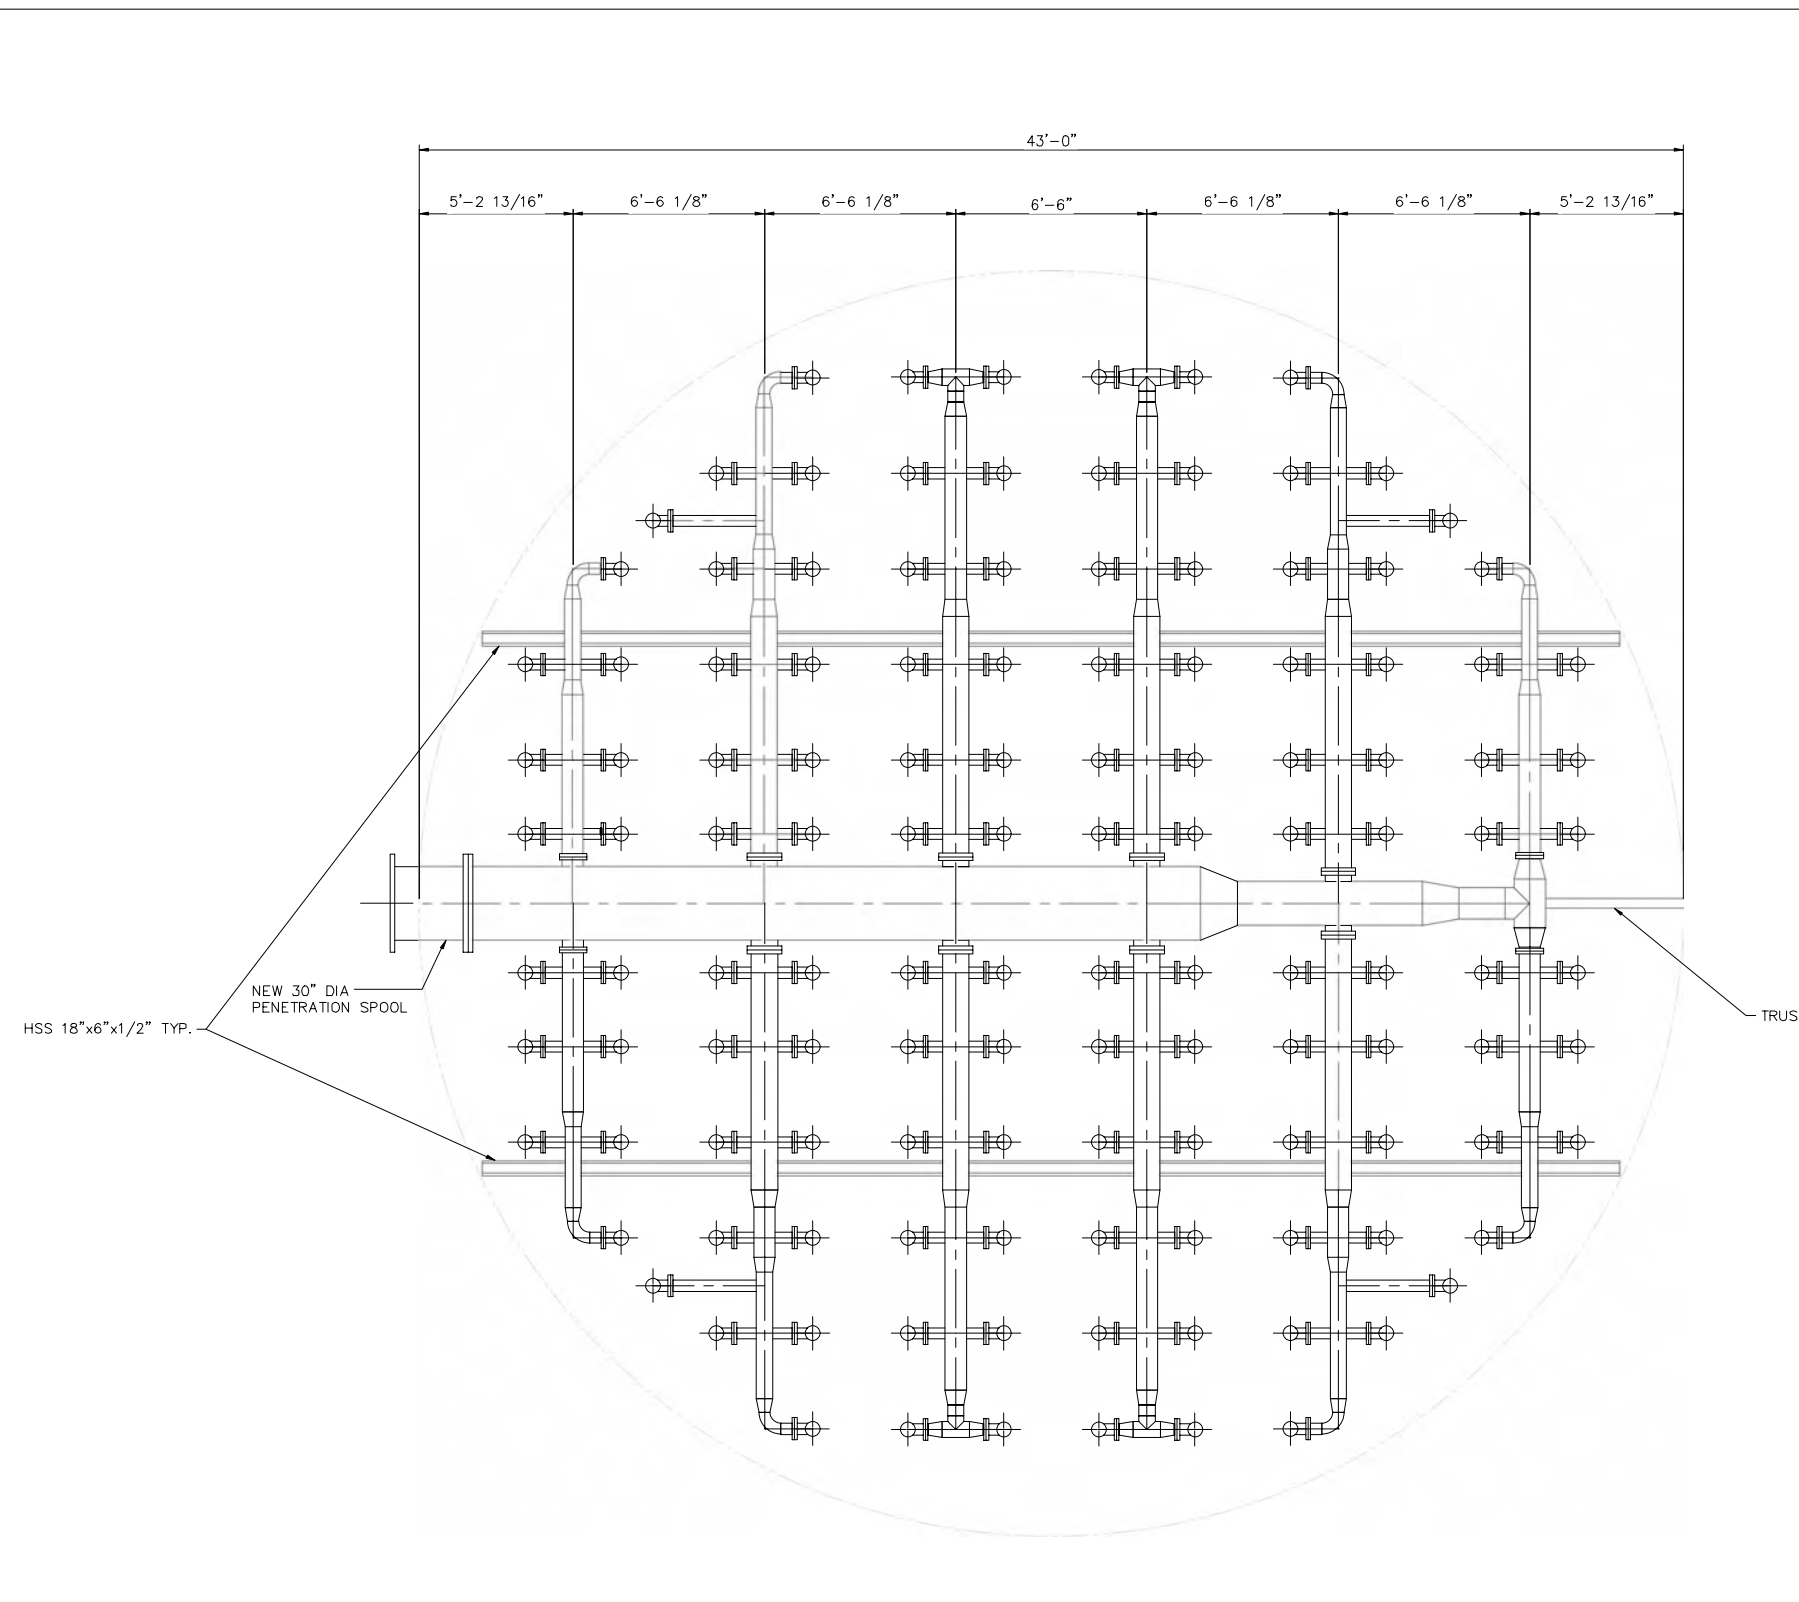 43'-0"
5'-2 13/16"
6'-6 1/8"
6'-6 1/8"
6'-6"
6'-6 1/8"
6'-6 1/8"
5'-2 13/16"
NEW 30" DIA
PENETRATION SPOOL
HSS 18"x6"x1/2" TYP.
TRUS